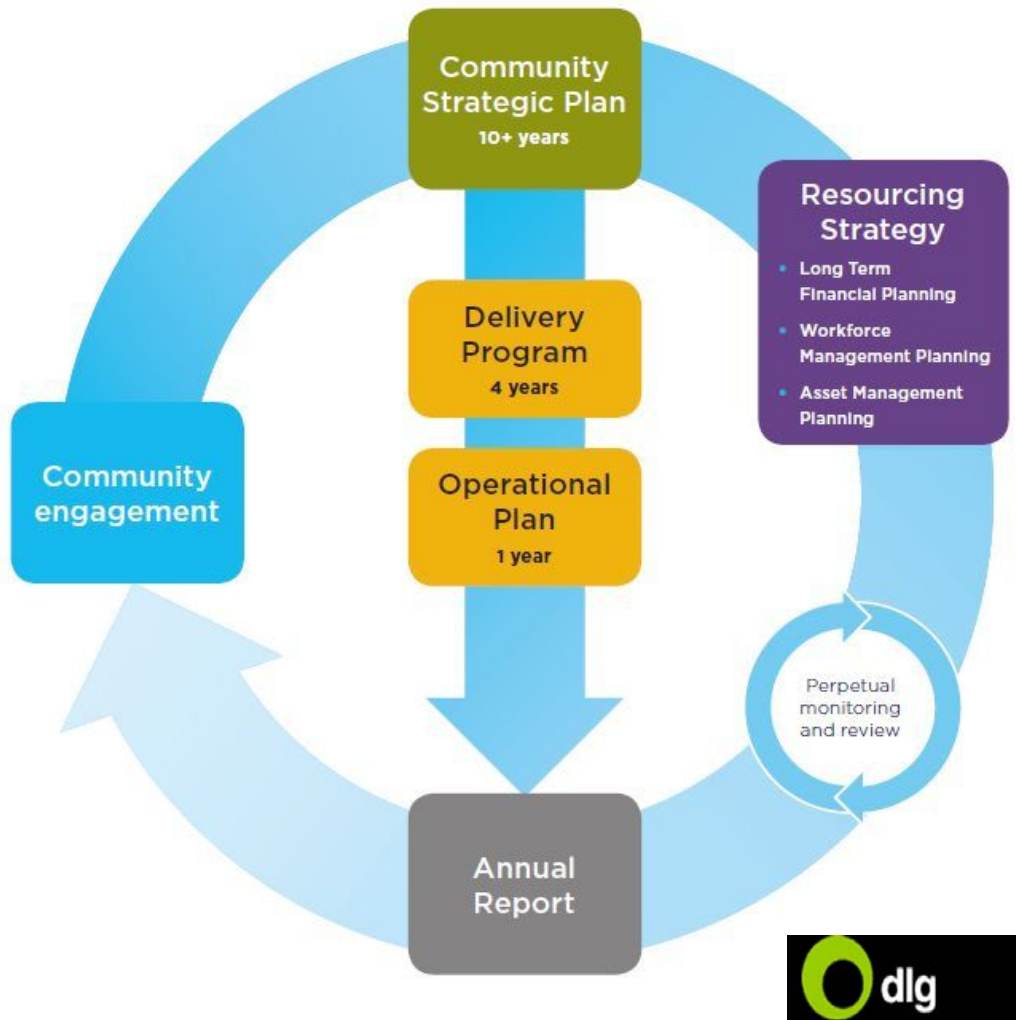 Community
Strategic Plan
10+ years
Resourcing
Strategy
• Long Term
Financial Planning
• Workforce
Management Planning
• Asset Management
Planning
Delivery
Program
4 years
Community
engagement
Operational
Plan
1 year
Perpetual
monitoring
and review
Annual
Report
dlg